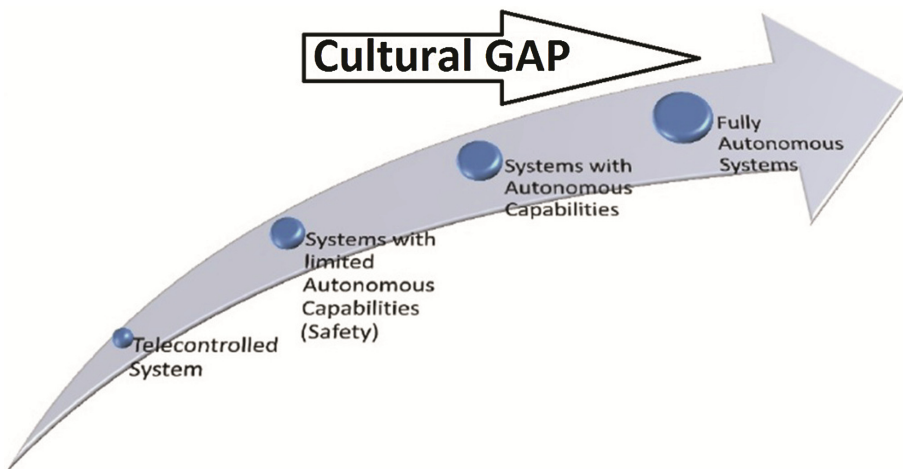 Cultural GAP
Fully
Autonomous
Systems
Systems with
Autonomous
Capabilities
Systems with
limited
Autonomous
Capabilities
(Safety)
Telecontrolled
System